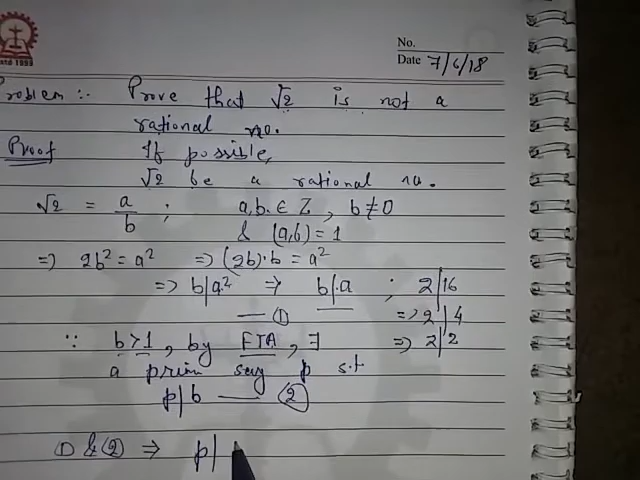 No.
Date 7/6/18
Problem :- Prove that √2 is not a
rational no.
Proof If possible,
√2 be a rational no.
√2 = a/b ; a,b ∈ Z, b≠0
& (a,b) = 1
⇒ 2b² = a² ⇒ (2b)·b = a²
⇒ b|a² ⇒ b|a ; 2|16
— ① ⇒ 2|4
∵ b>1, by FTA, ∃ ⇒ 2|2
a prime say p s.t
p|b — ②
① & ② ⇒ p|